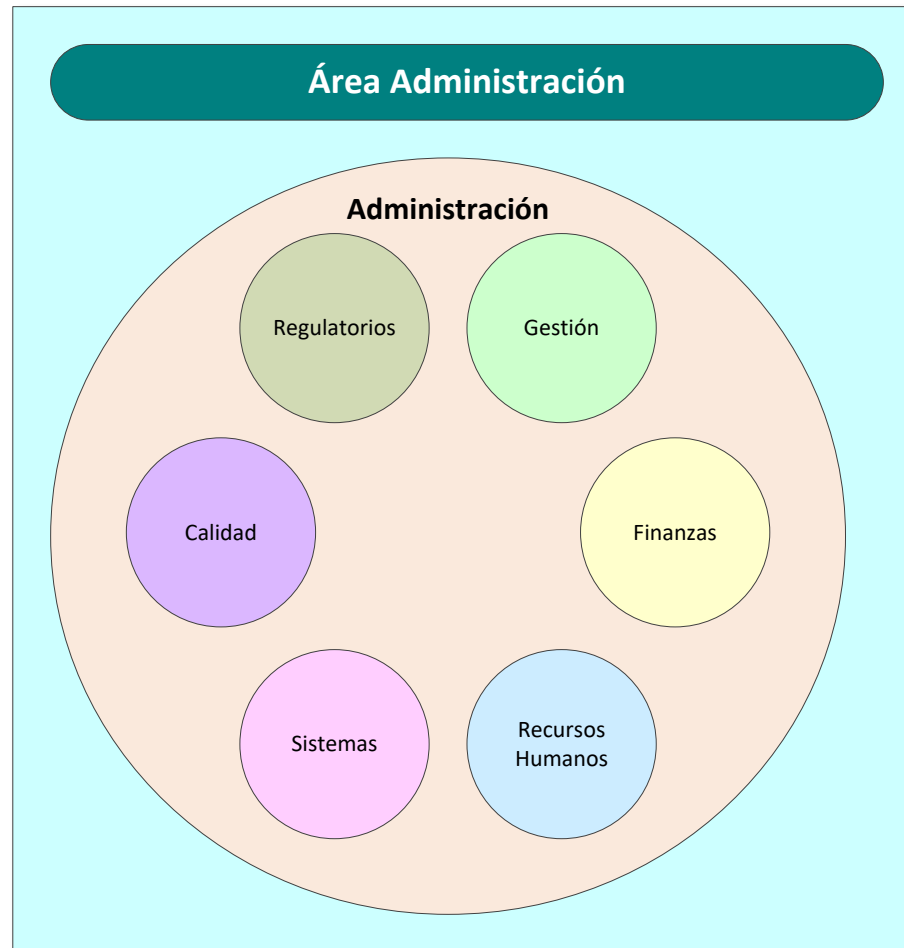 Área Administración
Administración
Regulatorios
Gestión
Calidad
Finanzas
Sistemas
Recursos
Humanos